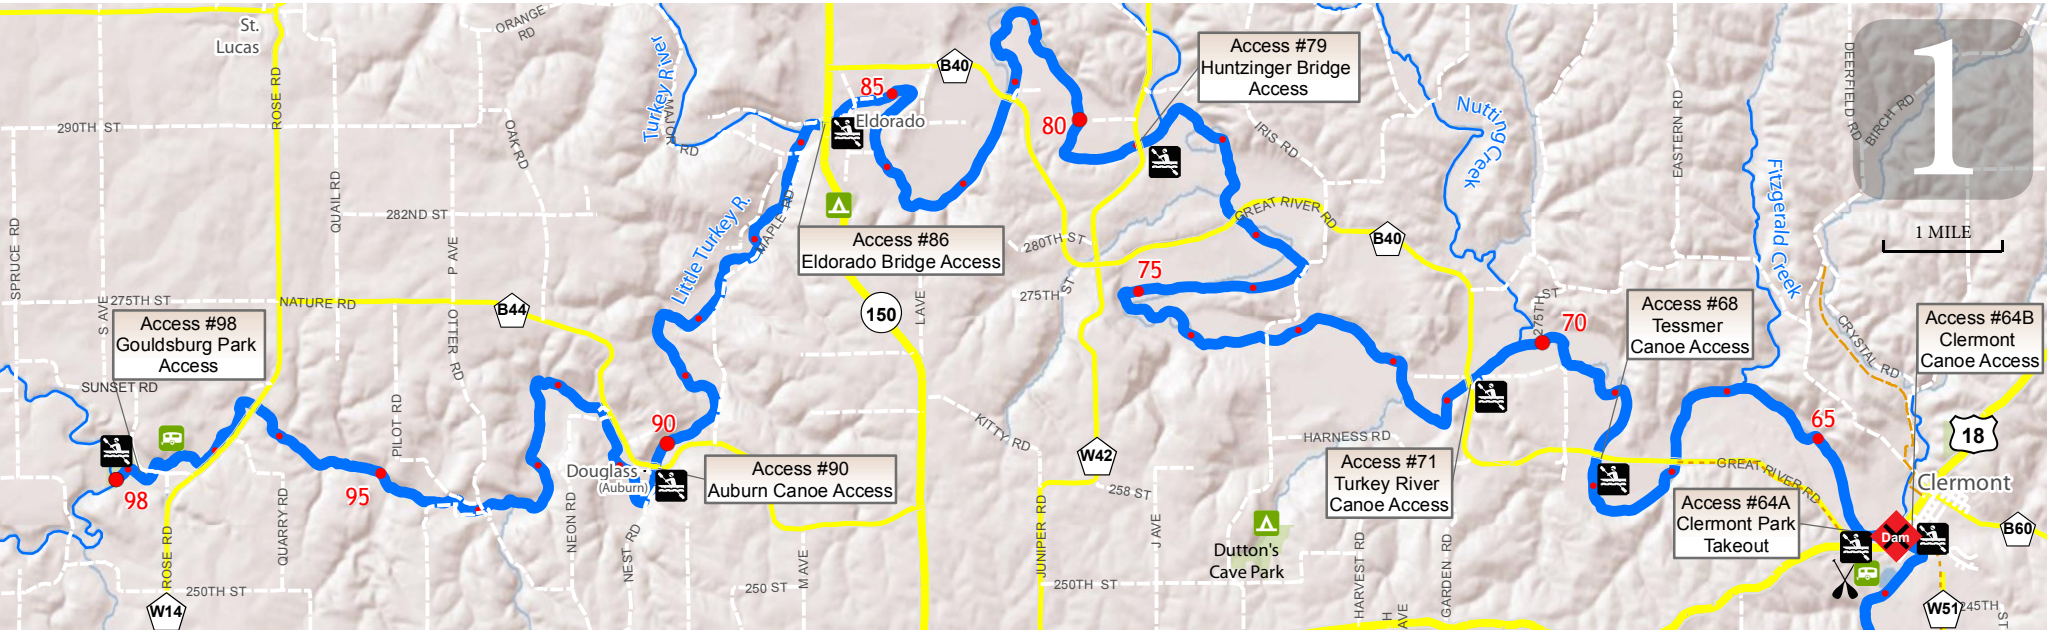 St.
Lucas
ORANGE
RD
Turkey River
B40
85
Eldorado
80
Access #79
Huntzinger Bridge
Access
Nutting Creek
DEERFIELD RD
BIRCH RD
1
1 MILE
290TH ST
ROSE RD
OAK RD
MAJOR RD
IRIS RD
EASTERN RD
Fitzgerald Creek
SPRUCE RD
QUAIL RD
282ND ST
P AVE
Little Turkey R.
MAPLE RD
Access #86
Eldorado Bridge Access
280TH ST
GREAT RIVER RD
B40
S AVE
275TH ST
NATURE RD
B44
OTTER RD
150
L AVE
275TH
ST
75
275TH
ST
70
Access #98
Gouldsburg Park
Access
SUNSET RD
Access #68
Tessmer
Canoe Access
CRYSTAL RD
Access #64B
Clermont
Canoe Access
PILOT RD
90
KITTY RD
HARNESS RD
65
18
98
95
Douglass
(Auburn)
Access #90
Auburn Canoe Access
W42
258 ST
Access #71
Turkey River
Canoe Access
GREAT RIVER RD
Clermont
Access #64A
Clermont Park
Takeout
Dam
B60
ROSE RD
QUARRY RD
NEON RD
NEST RD
M AVE
JUNIPER RD
J AVE
Dutton's
Cave Park
HARVEST RD
H
AVE
GARDEN RD
W14
250TH ST
250 ST
250TH ST
W51
245TH
ST